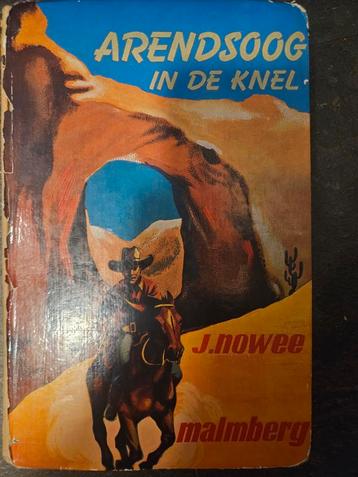 ARENDSOOG
IN DE KNEL
J. nowee
malmberg